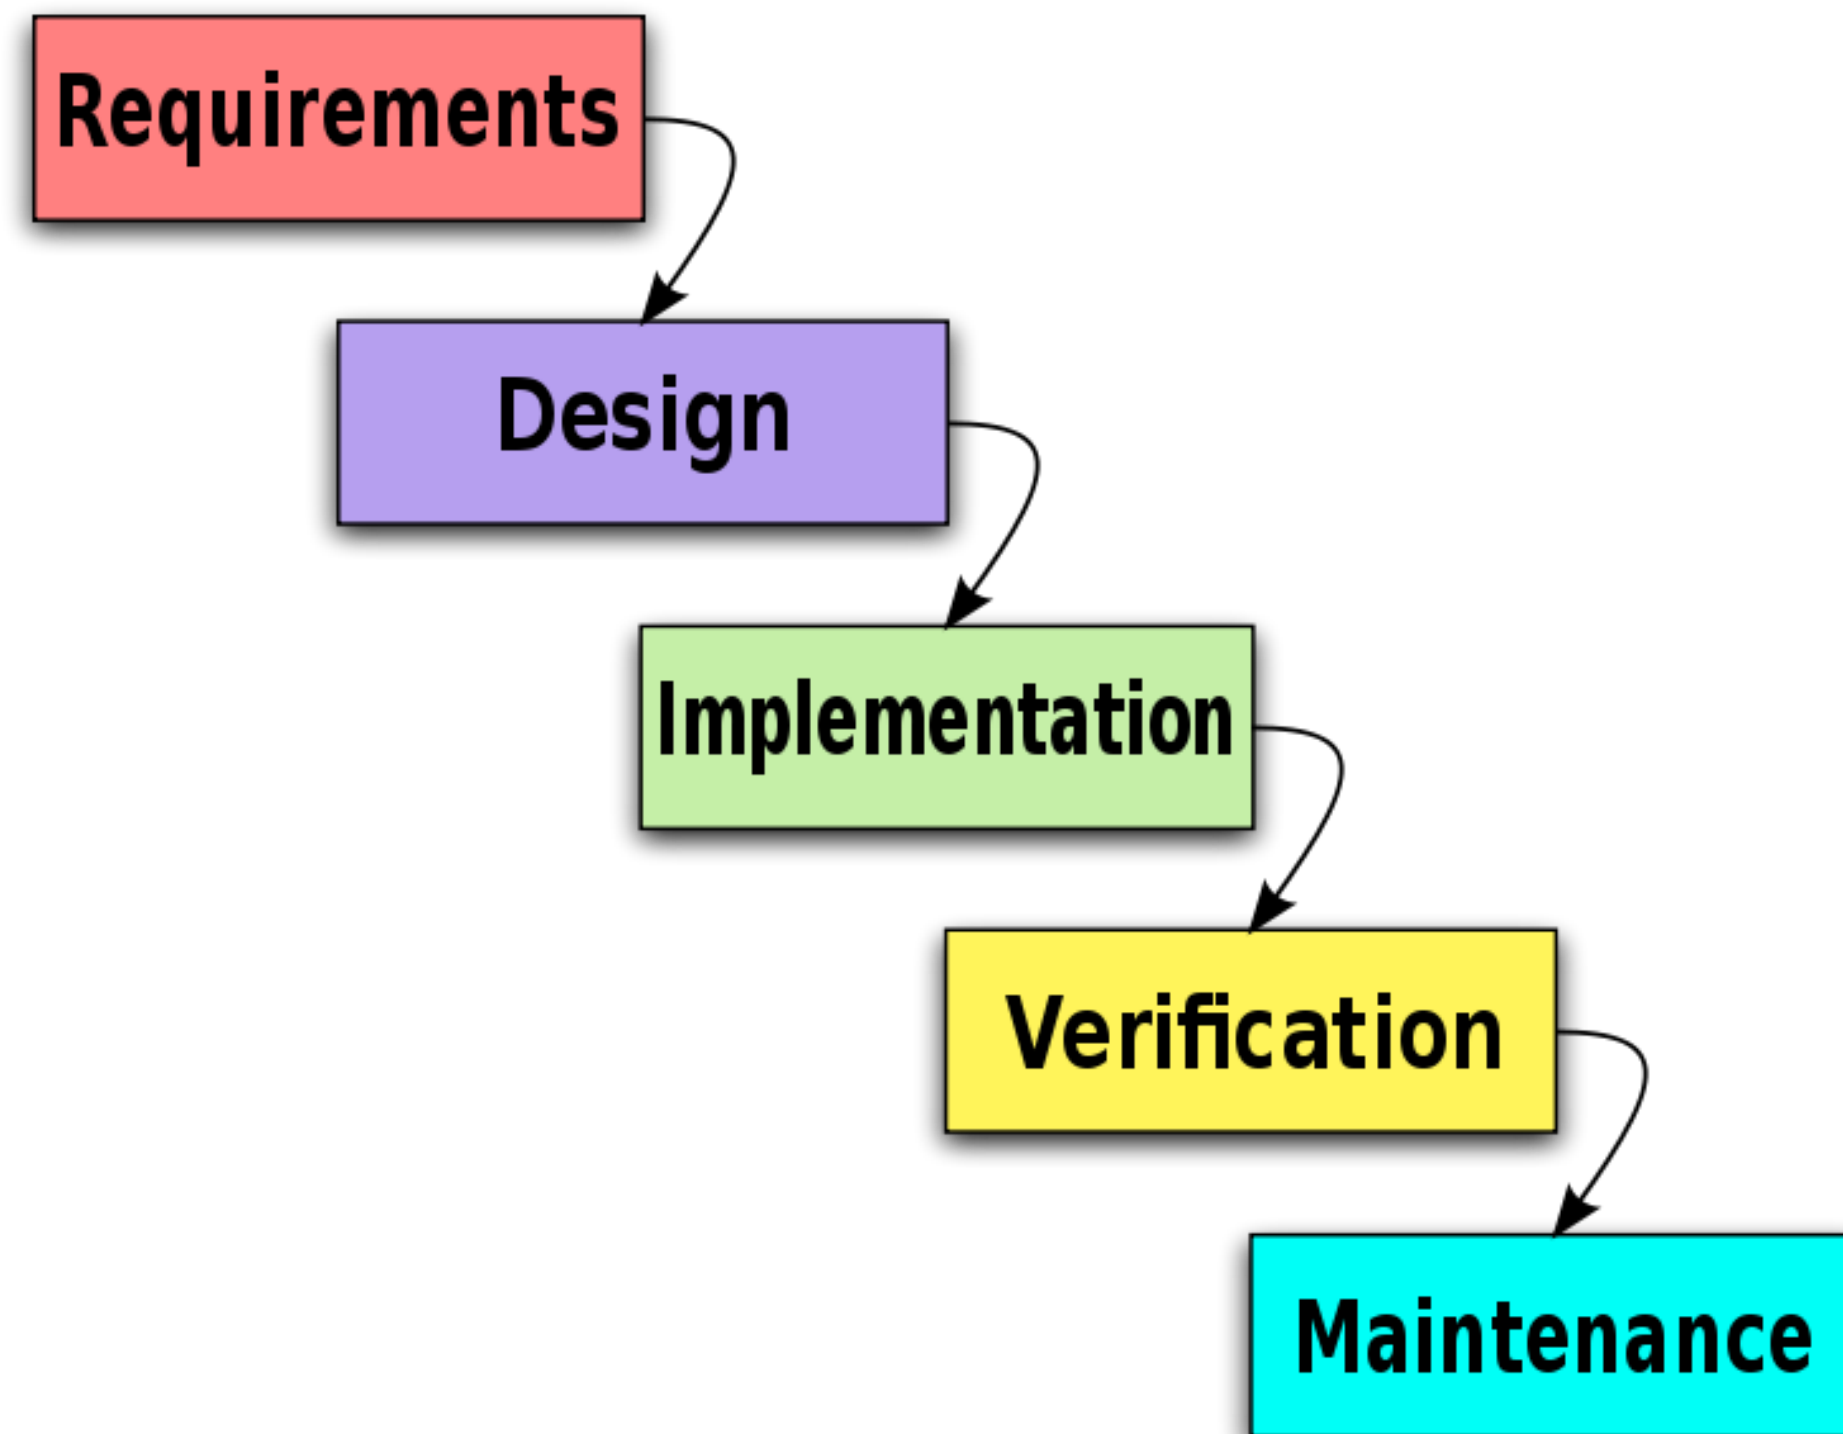 Requirements
Design
Implementation
Verification
Maintenance